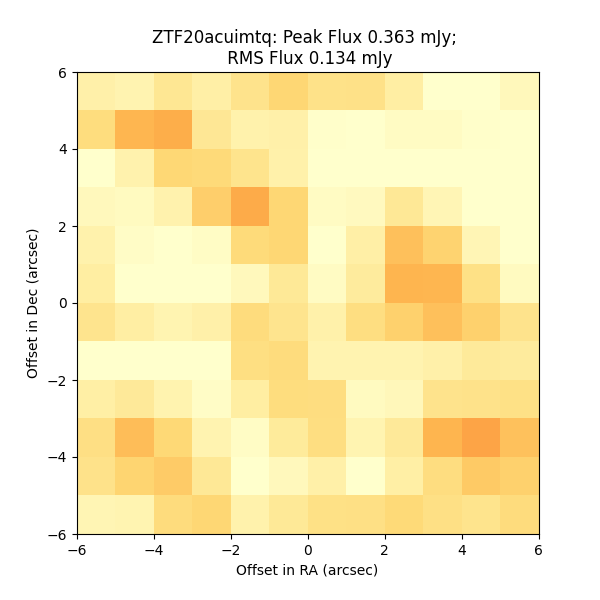 ZTF20acuimtq: Peak Flux 0.363 mJy;
RMS Flux 0.134 mJy
6
4
2
0
−2
−4
−6
Offset in Dec (arcsec)
−6 −4 −2 0 2 4 6
Offset in RA (arcsec)